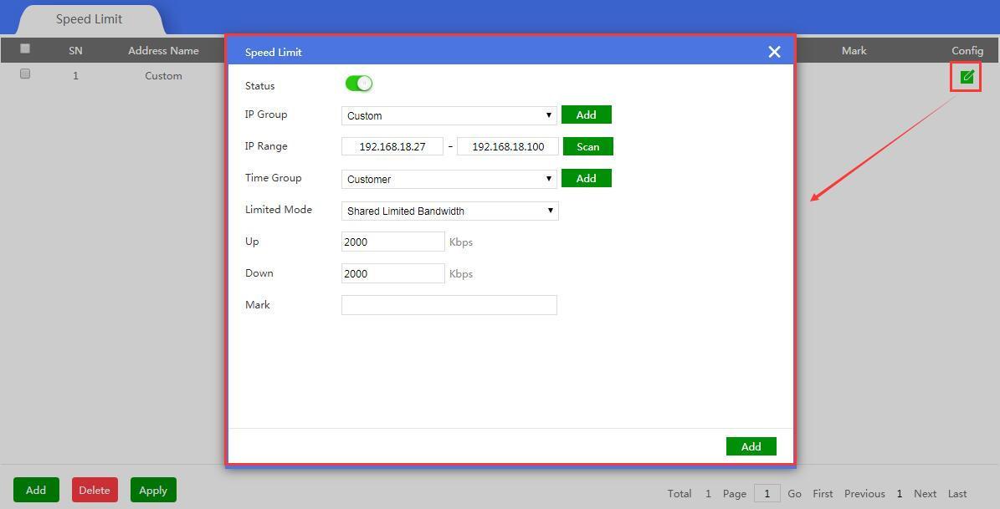 Speed Limit
SN Address Name Mark Config
1 Custom
Speed Limit
Status
IP Group Custom Add
IP Range 192.168.18.27 - 192.168.18.100 Scan
Time Group Customer Add
Limited Mode Shared Limited Bandwidth
Up 2000 Kbps
Down 2000 Kbps
Mark
Add
Add Delete Apply Total 1 Page 1 Go First Previous 1 Next Last